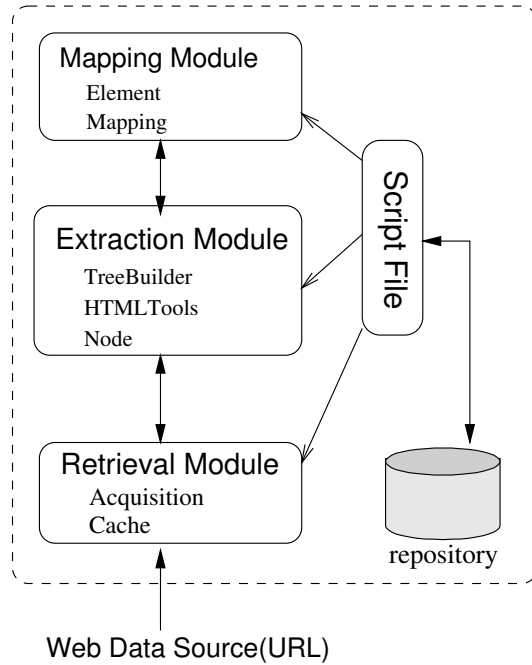 Mapping Module
Element
Mapping
Script File
Extraction Module
TreeBuilder
HTMLTools
Node
Retrieval Module
Acquisition
Cache
repository
Web Data Source(URL)